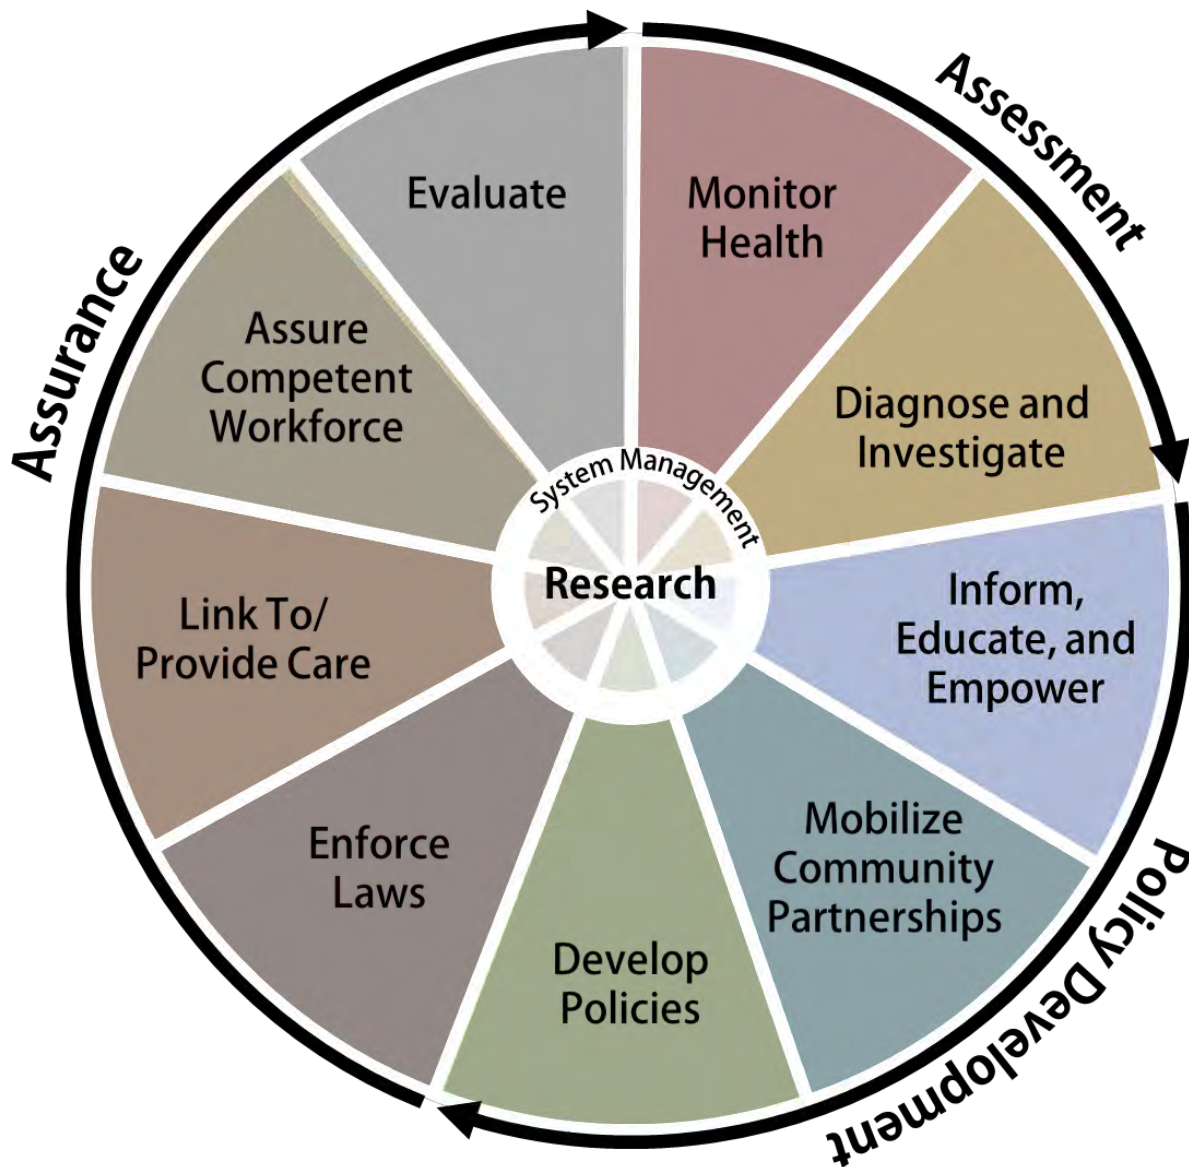 Assessment
Monitor
Health
Diagnose and
Investigate
Policy Development
Inform,
Educate, and
Empower
Mobilize
Community
Partnerships
Develop
Policies
Assurance
Enforce
Laws
Link To/
Provide Care
Assure
Competent
Workforce
Evaluate
System Management
Research